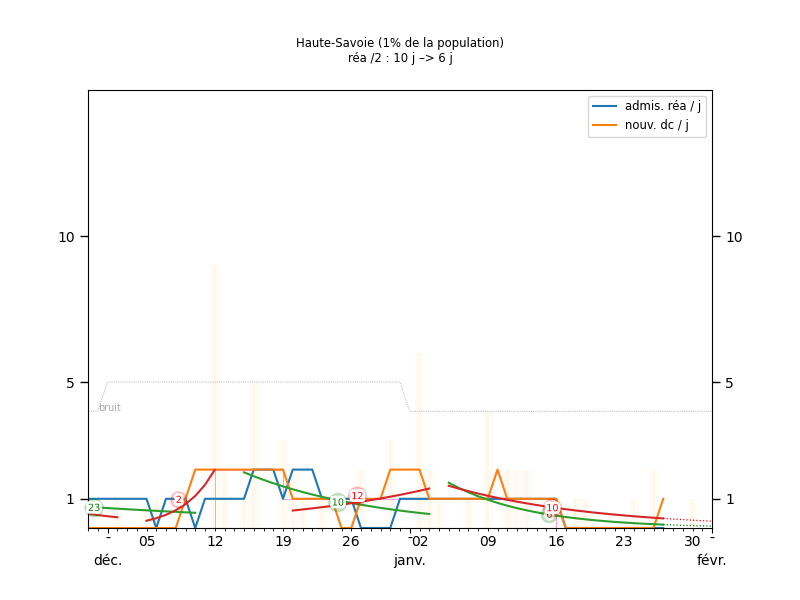 Haute-Savoie (1% de la population)
réa /2 : 10 j –> 6 j
admis. réa / j
nouv. dc / j
10
10
5
5
bruit
1
1
23
2
10
12
10
05
12
19
26
02
09
16
23
30
déc.
janv.
févr.